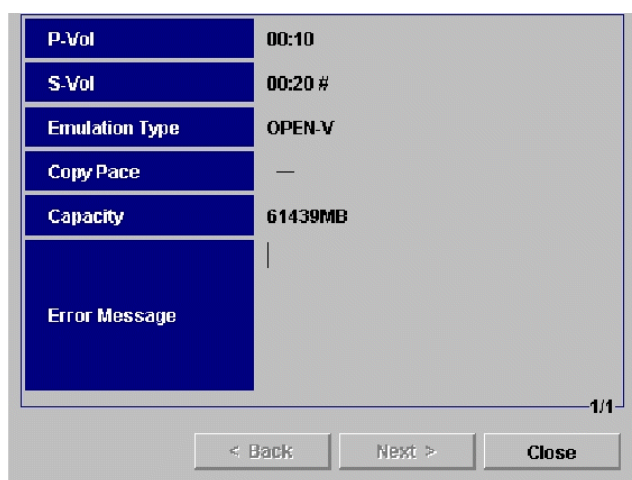 P-Vol 00:10
S-Vol 00:20 #
Emulation Type OPEN-V
Copy Pace —
Capacity 61439MB
Error Message
1/1
< Back Next > Close